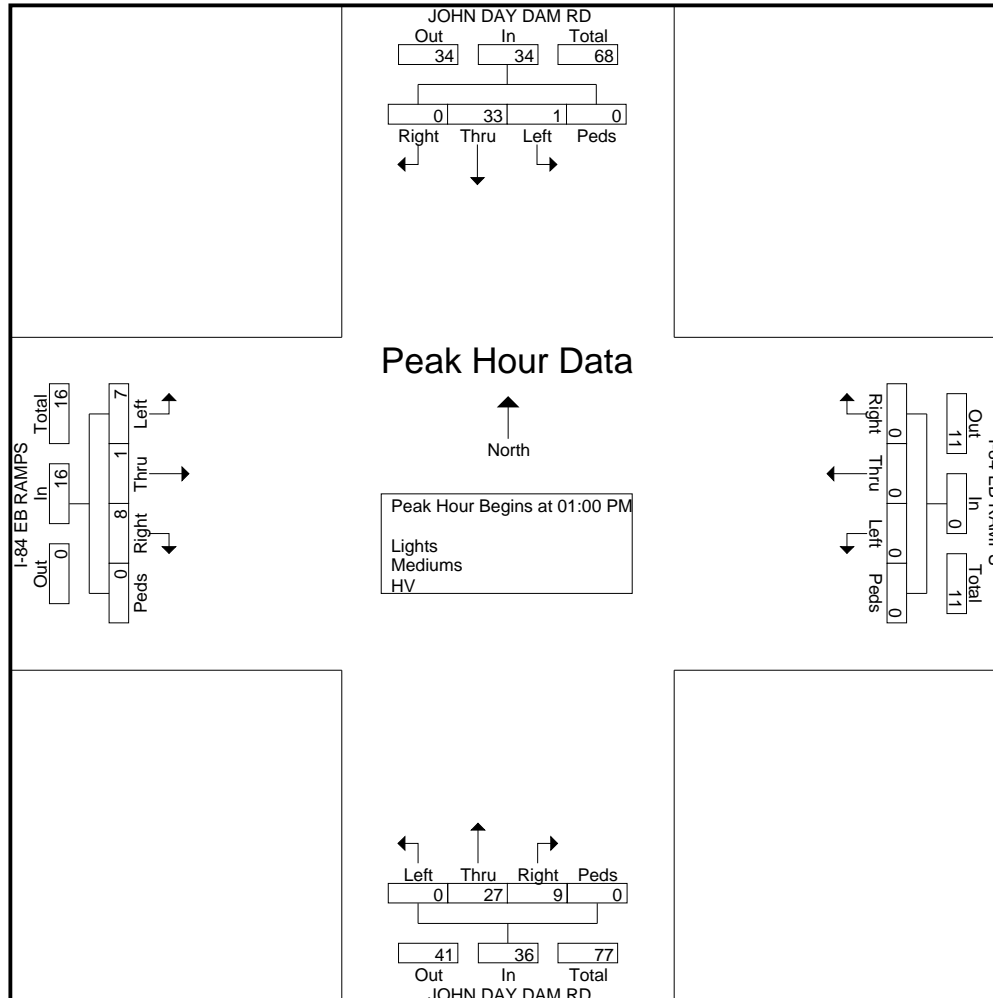 JOHN DAY DAM RD
Out In Total
34 34 68
0 33 1 0
Right Thru Left Peds
Peak Hour Data
North
Peak Hour Begins at 01:00 PM
Lights
Mediums
HV
I-84 EB RAMPS
Out In Total
0 16 16
7 1 8 0
Left Thru Right Peds
Right Thru Left Peds
0 0 0 0
Out In Total
11 0 11
Left Thru Right Peds
0 27 9 0
41 36 77
Out In Total
JOHN DAY DAM RD